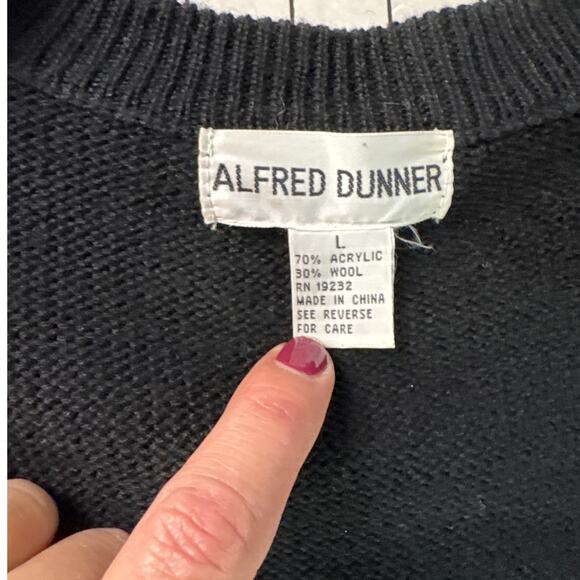 ALFRED DUNNER
L
70% ACRYLIC
30% WOOL
RN 19232
MADE IN CHINA
SEE REVERSE
FOR CARE